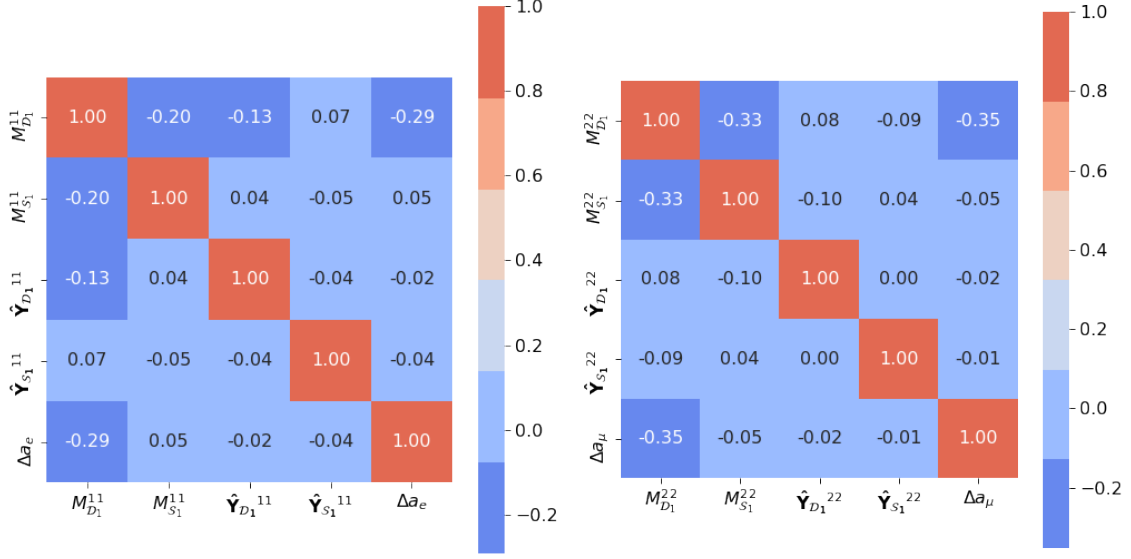 M_{D_1}^{11} 1.00 -0.20 -0.13 0.07 -0.29
M_{S_1}^{11} -0.20 1.00 0.04 -0.05 0.05
Ŷ_{D_1}^{11} -0.13 0.04 1.00 -0.04 -0.02
Ŷ_{S_1}^{11} 0.07 -0.05 -0.04 1.00 -0.04
Δa_e -0.29 0.05 -0.02 -0.04 1.00
M_{D_1}^{11} M_{S_1}^{11} Ŷ_{D_1}^{11} Ŷ_{S_1}^{11} Δa_e
1.0
0.8
0.6
0.4
0.2
0.0
−0.2
M_{D_1}^{22} 1.00 -0.33 0.08 -0.09 -0.35
M_{S_1}^{22} -0.33 1.00 -0.10 0.04 -0.05
Ŷ_{D_1}^{22} 0.08 -0.10 1.00 0.00 -0.02
Ŷ_{S_1}^{22} -0.09 0.04 0.00 1.00 -0.01
Δa_μ -0.35 -0.05 -0.02 -0.01 1.00
M_{D_1}^{22} M_{S_1}^{22} Ŷ_{D_1}^{22} Ŷ_{S_1}^{22} Δa_μ
1.0
0.8
0.6
0.4
0.2
0.0
−0.2